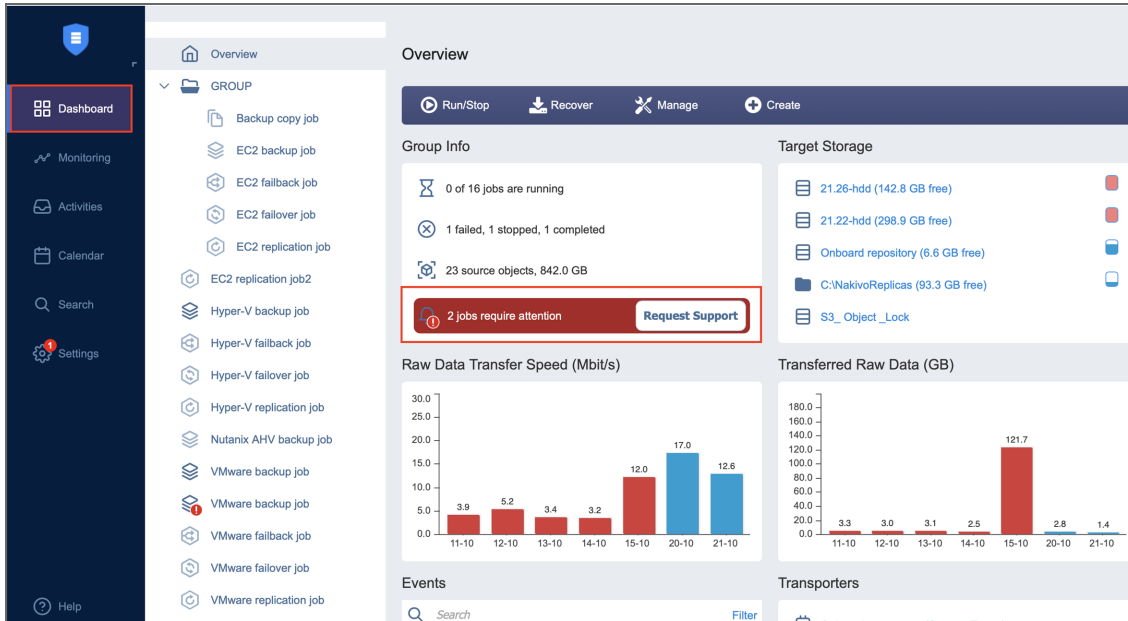 Dashboard
Monitoring
Activities
Calendar
Search
1
Settings
Help
Overview
GROUP
Backup copy job
EC2 backup job
EC2 failback job
EC2 failover job
EC2 replication job
EC2 replication job2
Hyper-V backup job
Hyper-V failback job
Hyper-V failover job
Hyper-V replication job
Nutanix AHV backup job
VMware backup job
VMware backup job
VMware failback job
VMware failover job
VMware replication job
Overview
Run/Stop Recover Manage Create
Group Info
0 of 16 jobs are running
1 failed, 1 stopped, 1 completed
23 source objects, 842.0 GB
2 jobs require attention Request Support
Target Storage
21.26-hdd (142.8 GB free)
21.22-hdd (298.9 GB free)
Onboard repository (6.6 GB free)
C:\NakivoReplicas (93.3 GB free)
S3_ Object _Lock
Raw Data Transfer Speed (Mbit/s)
30.0
25.0
20.0
15.0
10.0
5.0
0.0
3.9 5.2 3.4 3.2 12.0 17.0 12.6
11-10 12-10 13-10 14-10 15-10 20-10 21-10
Transferred Raw Data (GB)
180.0
160.0
140.0
120.0
100.0
80.0
60.0
40.0
20.0
0.0
3.3 3.0 3.1 2.5 121.7 2.8 1.4
11-10 12-10 13-10 14-10 15-10 20-10 21-10
Events
Search Filter
Transporters